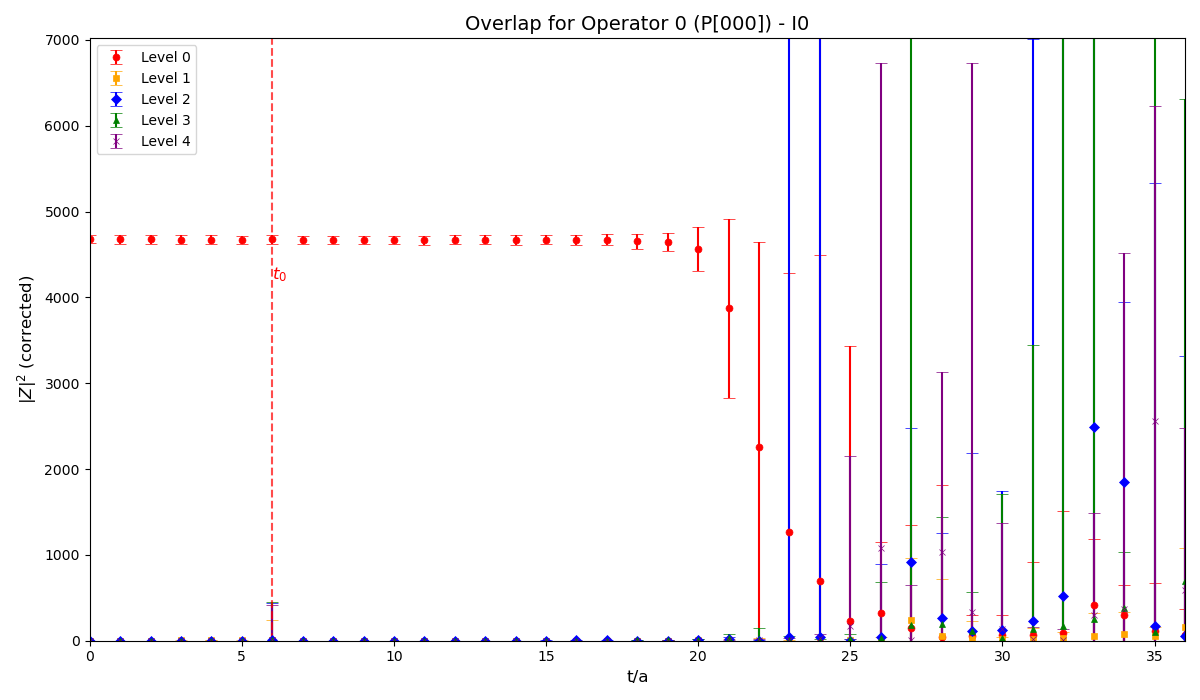 Overlap for Operator 0 (P[000]) - I0
|Z|² (corrected)
7000
6000
5000
4000
3000
2000
1000
0
Level 0
Level 1
Level 2
Level 3
Level 4
t₀
0
5
10
15
20
25
30
35
t/a